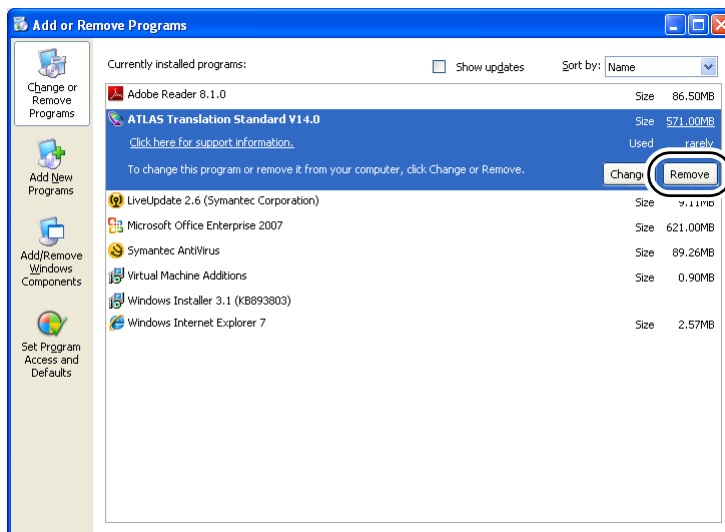 Add or Remove Programs
Change or
Remove
Programs
Add New
Programs
Add/Remove
Windows
Components
Set Program
Access and
Defaults
Currently installed programs:
Show updates
Sort by: Name
Adobe Reader 8.1.0 Size 86.50MB
ATLAS Translation Standard V14.0 Size 571.00MB
Click here for support information. Used rarely
To change this program or remove it from your computer, click Change or Remove. Change Remove
LiveUpdate 2.6 (Symantec Corporation) Size 9.11MB
Microsoft Office Enterprise 2007 Size 621.00MB
Symantec AntiVirus Size 89.26MB
Virtual Machine Additions Size 0.90MB
Windows Installer 3.1 (KB893803)
Windows Internet Explorer 7 Size 2.57MB